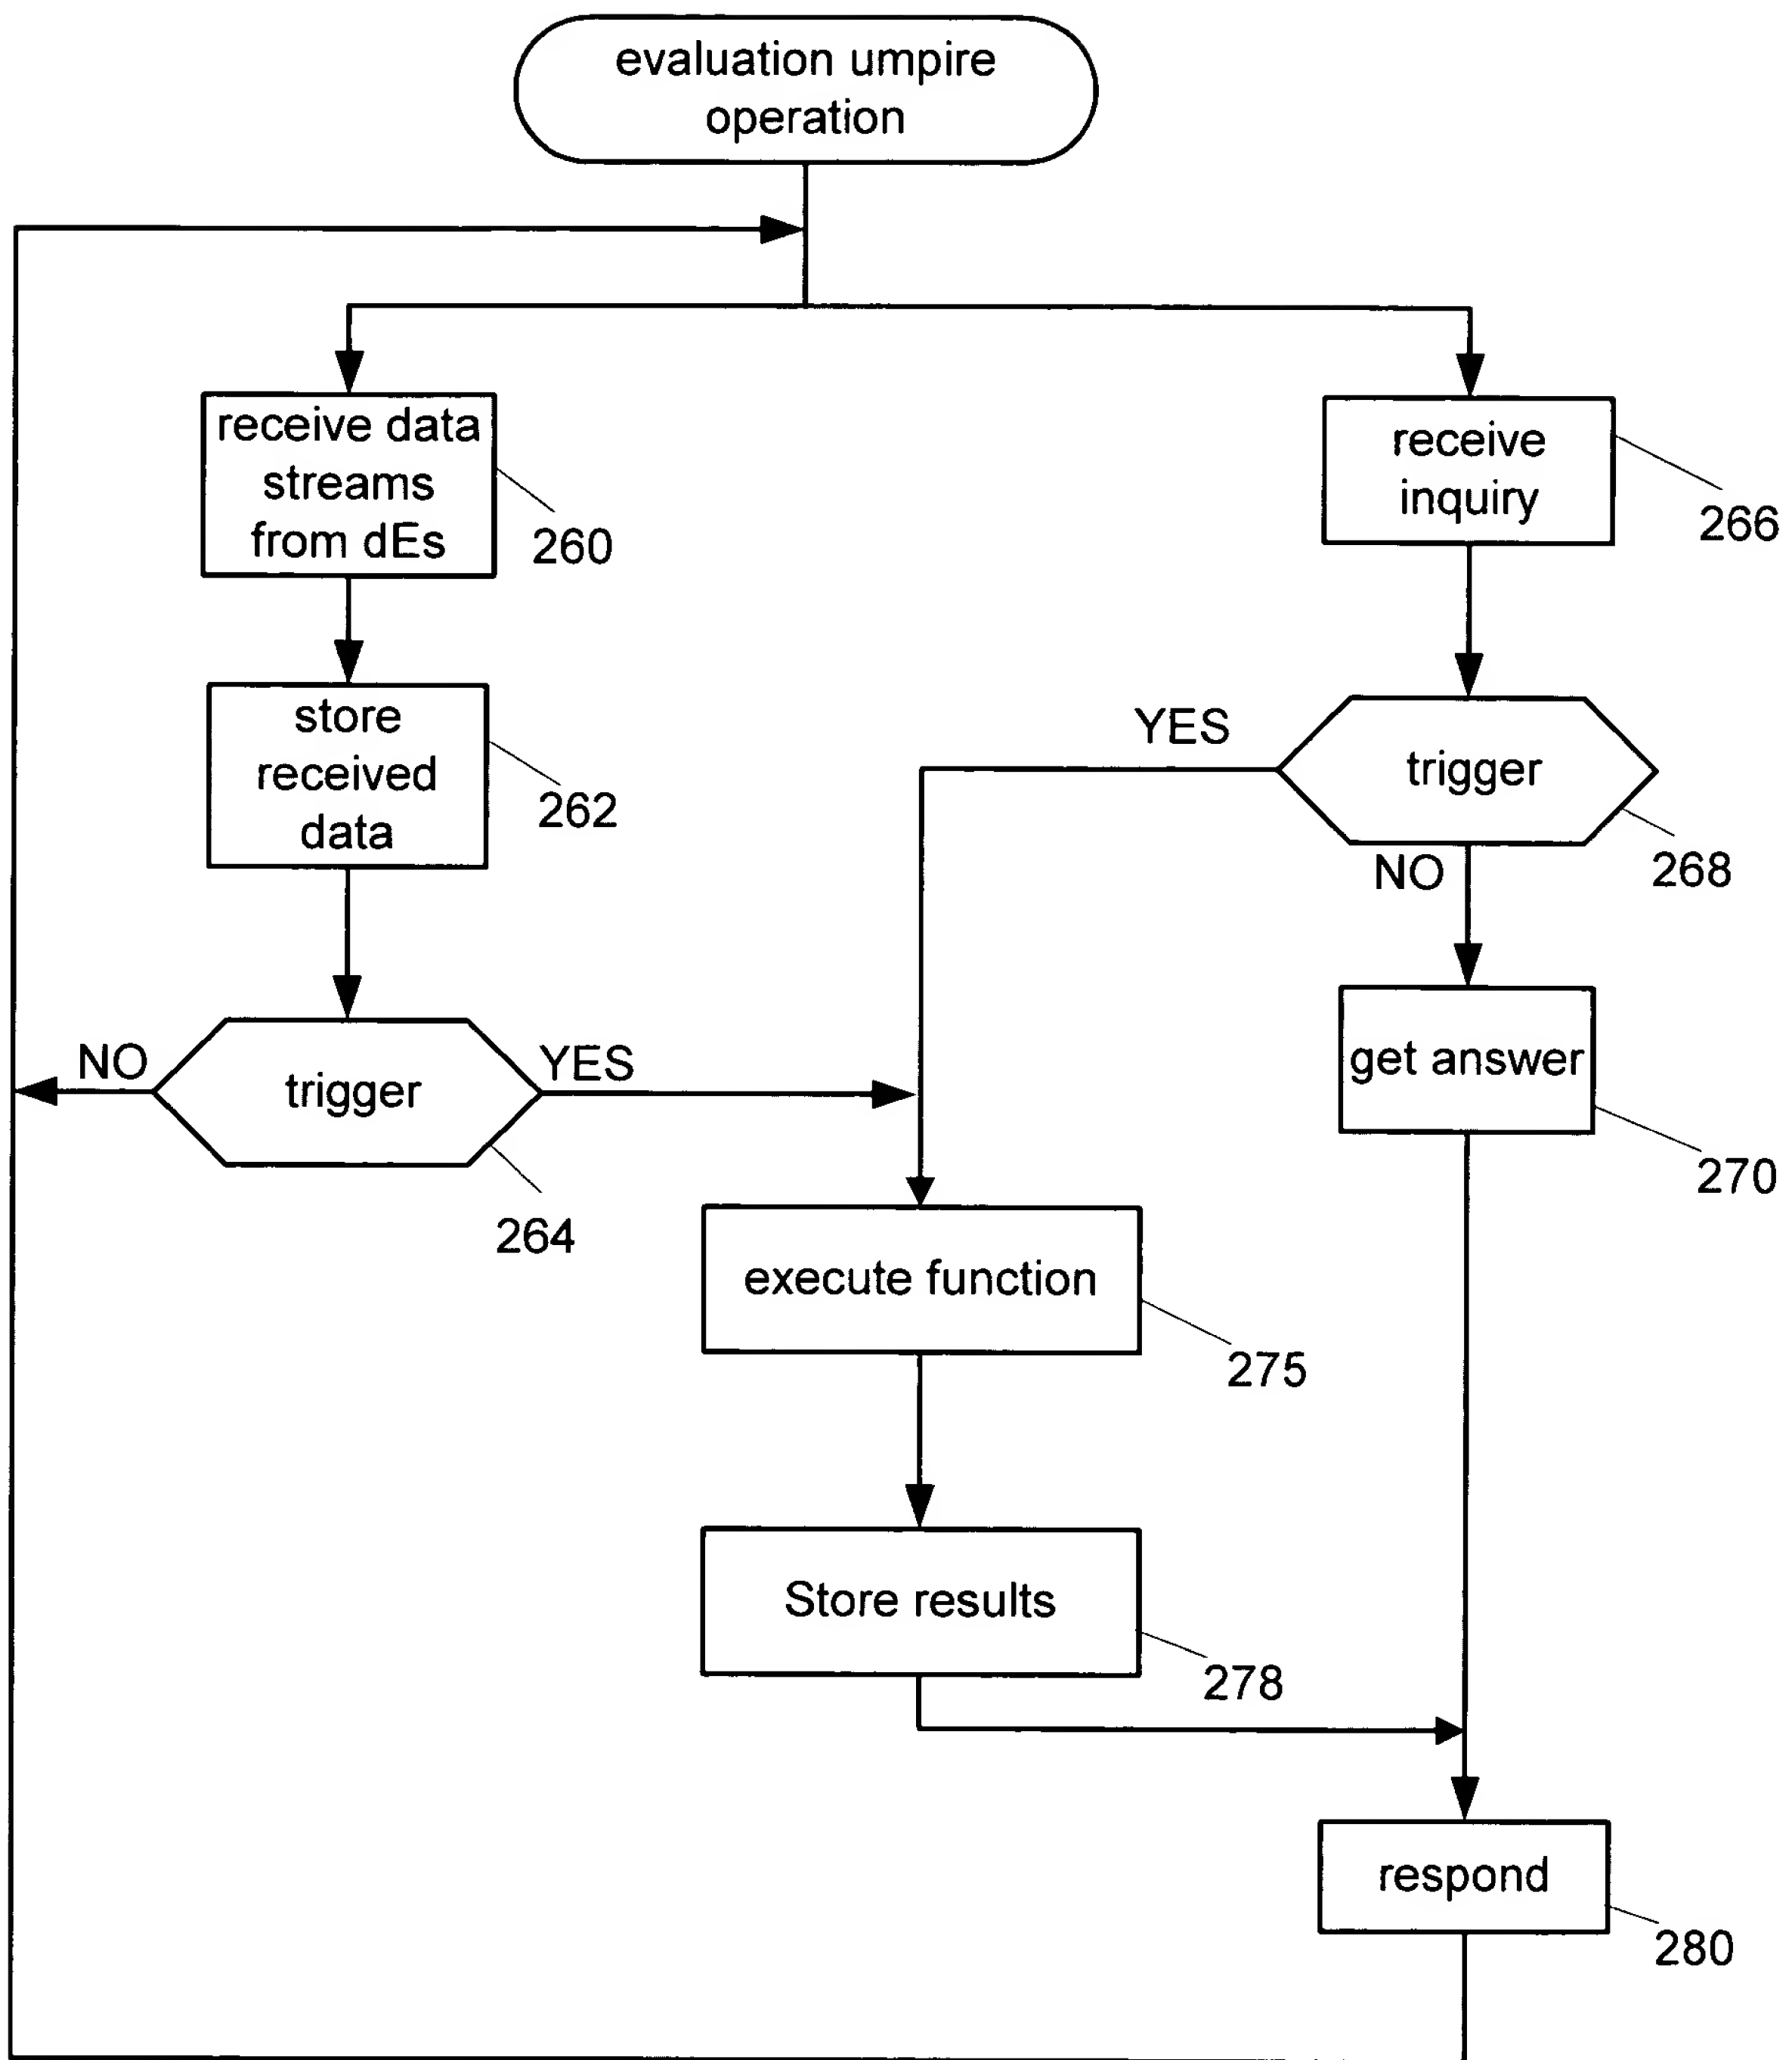 evaluation umpire
operation
receive data
streams
from dEs
260
receive
inquiry
266
store
received
data
262
YES
trigger
268
NO
NO
trigger
YES
264
get answer
270
execute function
275
Store results
278
respond
280